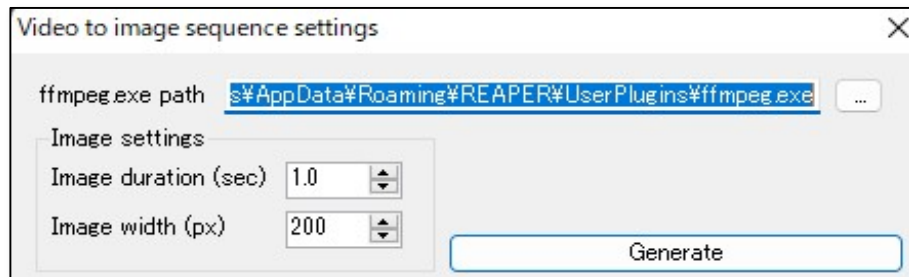 Video to image sequence settings
ffmpeg.exe path s¥AppData¥Roaming¥REAPER¥UserPlugins¥ffmpeg.exe ...
Image settings
Image duration (sec) 1.0
Image width (px) 200
Generate